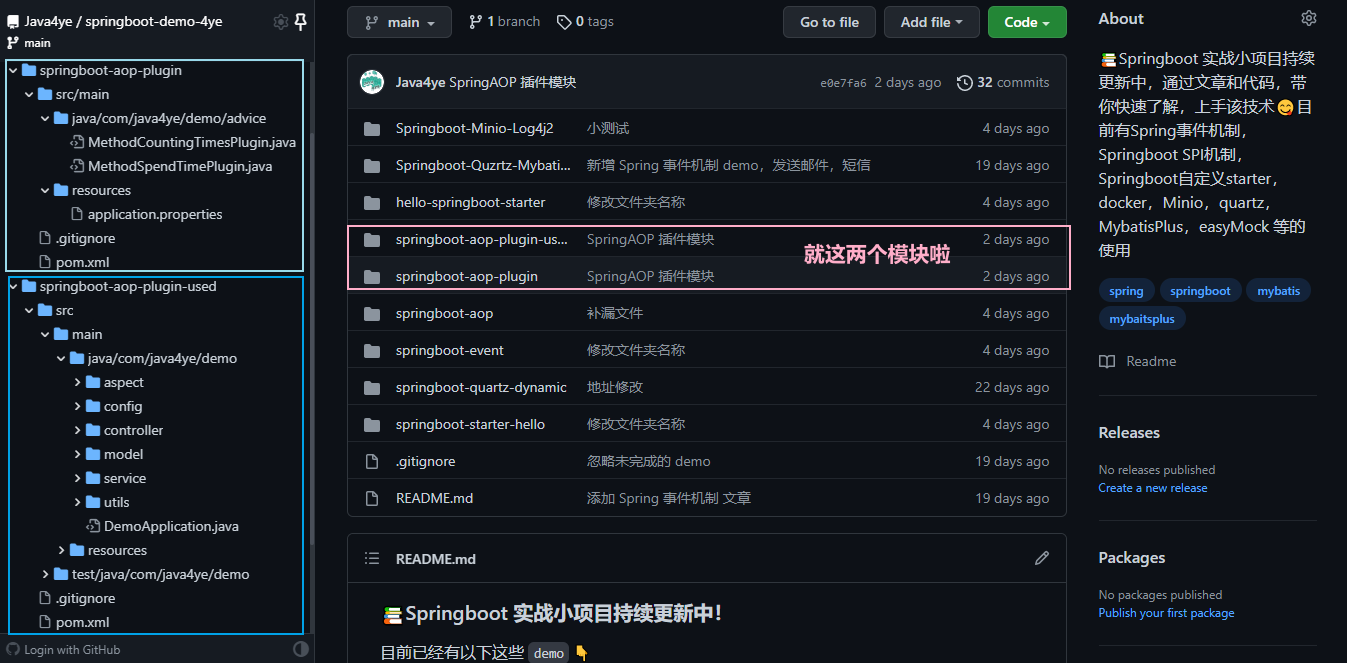 Java4ye / springboot-demo-4ye
main
springboot-aop-plugin
src/main
java/com/java4ye/demo/advice
MethodCountingTimesPlugin.java
MethodSpendTimePlugin.java
resources
application.properties
.gitignore
pom.xml
springboot-aop-plugin-used
src
main
java/com/java4ye/demo
aspect
config
controller
model
service
utils
DemoApplication.java
resources
test/java/com/java4ye/demo
.gitignore
pom.xml
Login with GitHub
main 1 branch 0 tags Go to file Add file Code
Java4ye SpringAOP 插件模块 e0e7fa6 2 days ago 32 commits
Springboot-Minio-Log4j2 小测试 4 days ago
Springboot-Quzrtz-Mybati... 新增 Spring 事件机制 demo，发送邮件，短信 19 days ago
hello-springboot-starter 修改文件夹名称 4 days ago
springboot-aop-plugin-us... SpringAOP 插件模块 2 days ago
就这两个模块啦
springboot-aop-plugin SpringAOP 插件模块 2 days ago
springboot-aop 补漏文件 4 days ago
springboot-event 修改文件夹名称 4 days ago
springboot-quartz-dynamic 地址修改 22 days ago
springboot-starter-hello 修改文件夹名称 4 days ago
.gitignore 忽略未完成的 demo 19 days ago
README.md 添加 Spring 事件机制 文章 19 days ago
README.md
📚Springboot 实战小项目持续更新中！
目前已经有以下这些 demo 👇
About
📚Springboot 实战小项目持续
更新中，通过文章和代码，带
你快速了解，上手该技术😋目
前有Spring事件机制，
Springboot SPI机制，
Springboot自定义starter，
docker，Minio，quartz，
MybatisPlus，easyMock 等的
使用
spring springboot mybatis
mybaitsplus
Readme
Releases
No releases published
Create a new release
Packages
No packages published
Publish your first package